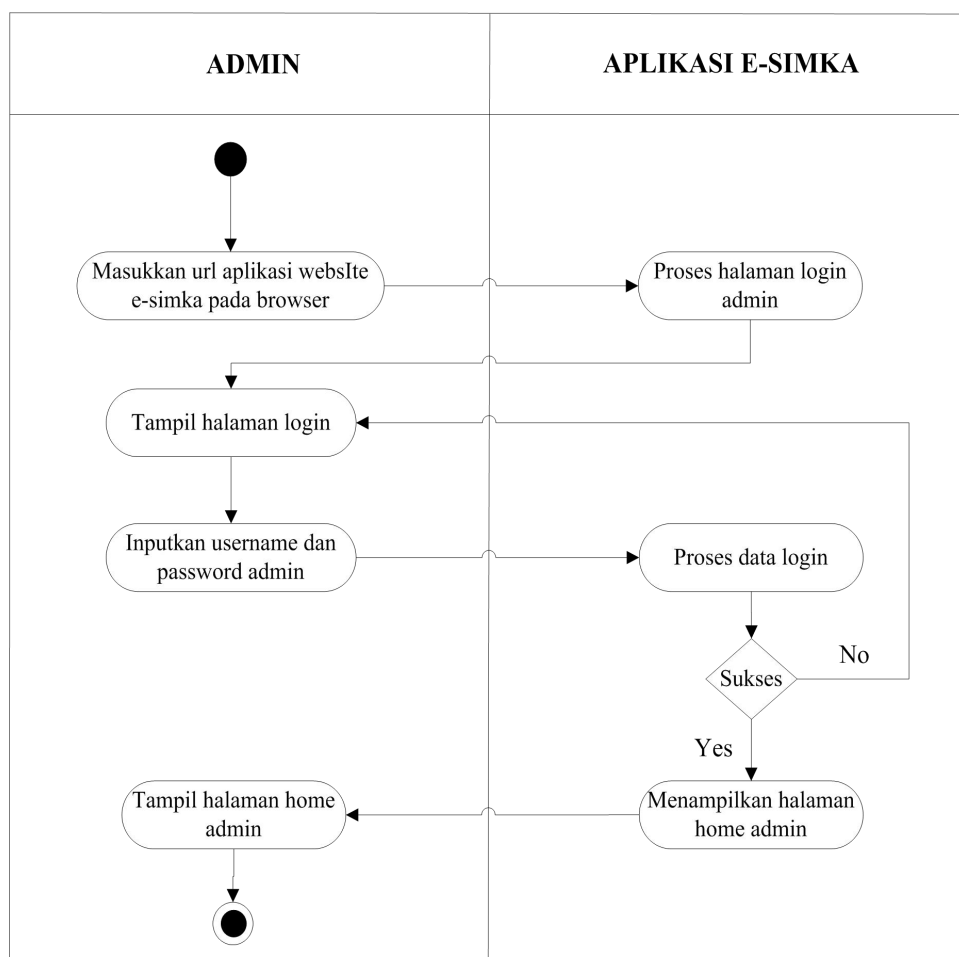 ADMIN
APLIKASI E-SIMKA
Masukkan url aplikasi websIte
e-simka pada browser
Proses halaman login
admin
Tampil halaman login
Inputkan username dan
password admin
Proses data login
No
Sukses
Yes
Tampil halaman home
admin
Menampilkan halaman
home admin